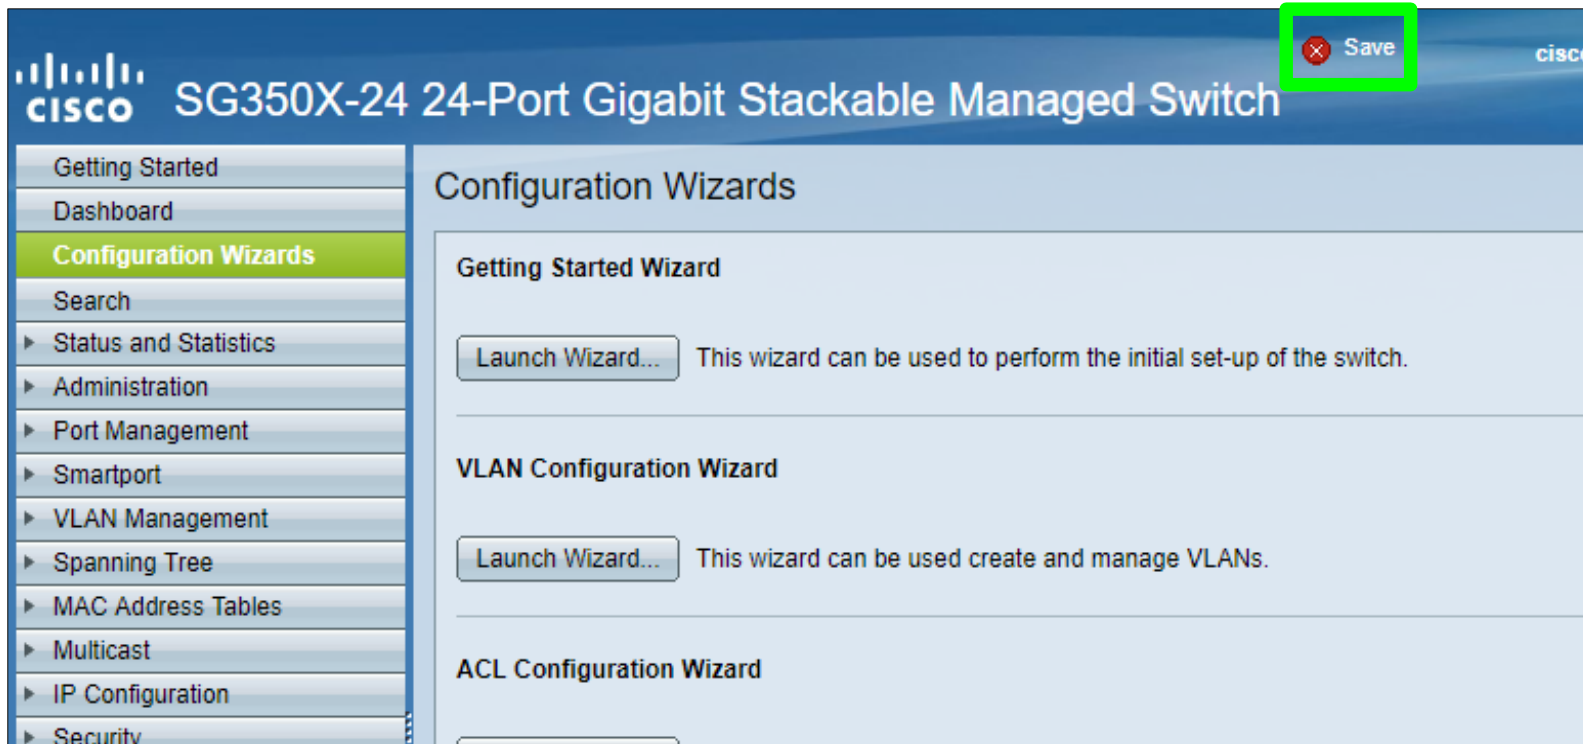 Save
cisco
CISCO
SG350X-24 24-Port Gigabit Stackable Managed Switch
Getting Started
Dashboard
Configuration Wizards
Search
Status and Statistics
Administration
Port Management
Smartport
VLAN Management
Spanning Tree
MAC Address Tables
Multicast
IP Configuration
Security
Configuration Wizards
Getting Started Wizard
Launch Wizard... This wizard can be used to perform the initial set-up of the switch.
VLAN Configuration Wizard
Launch Wizard... This wizard can be used create and manage VLANs.
ACL Configuration Wizard